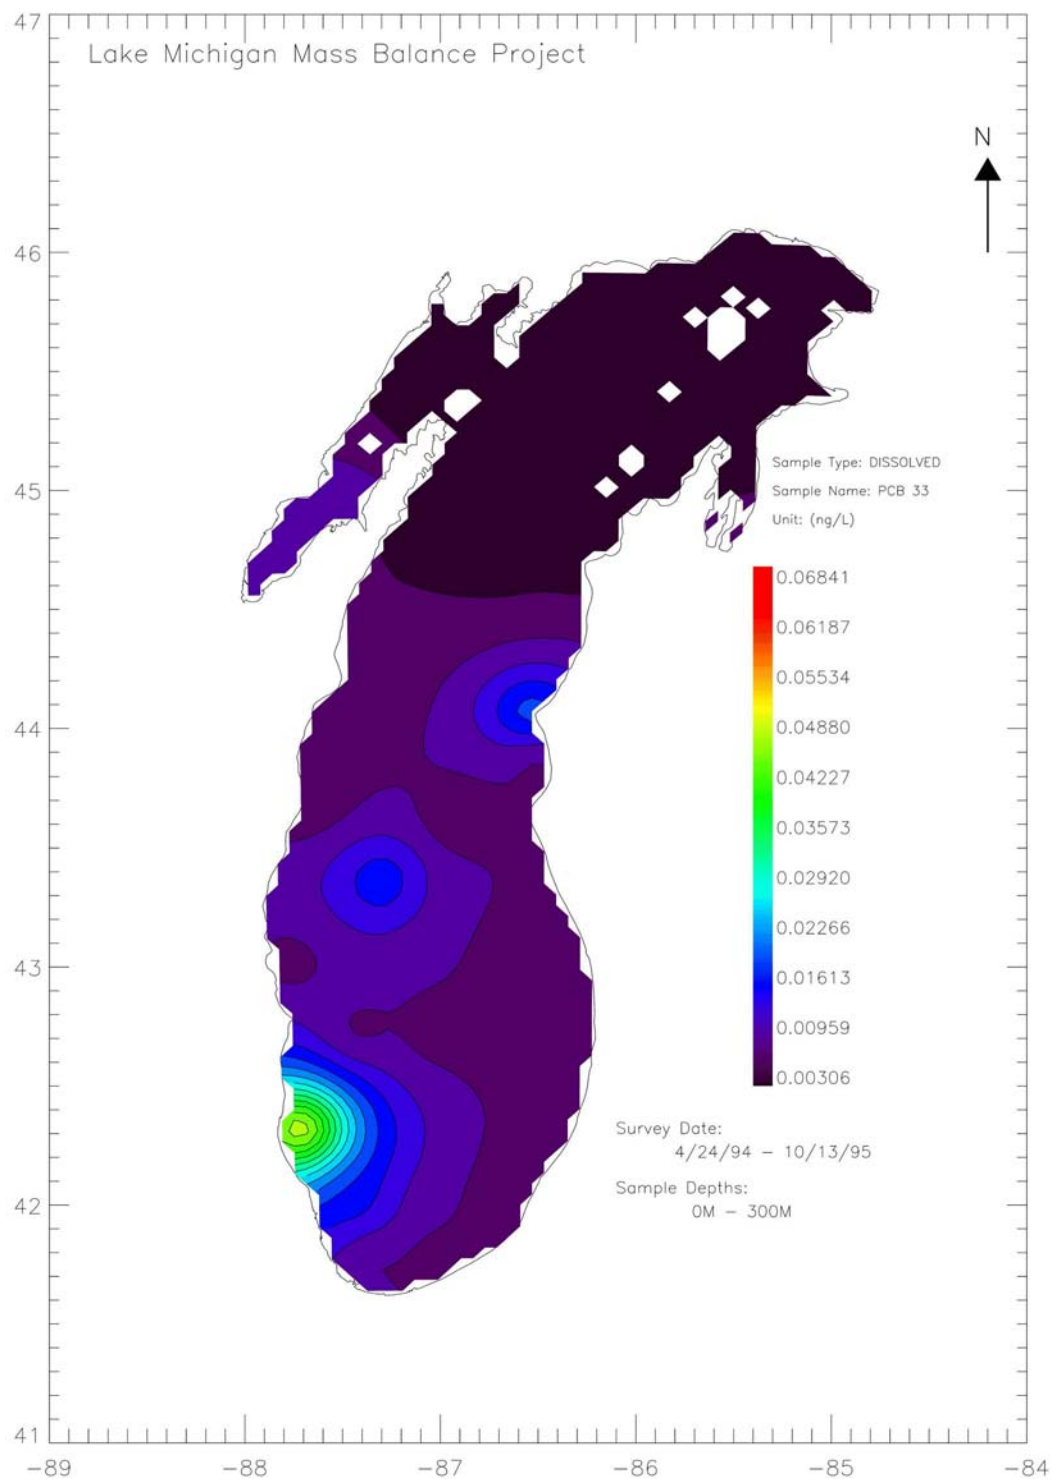 47
Lake Michigan Mass Balance Project
N
46
45
Sample Type: DISSOLVED
Sample Name: PCB 33
Unit: (ng/L)
0.06841
0.06187
0.05534
0.04880
0.04227
0.03573
0.02920
0.02266
0.01613
0.00959
0.00306
44
43
Survey Date:
4/24/94 – 10/13/95
Sample Depths:
0M – 300M
42
41
-89 -88 -87 -86 -85 -84